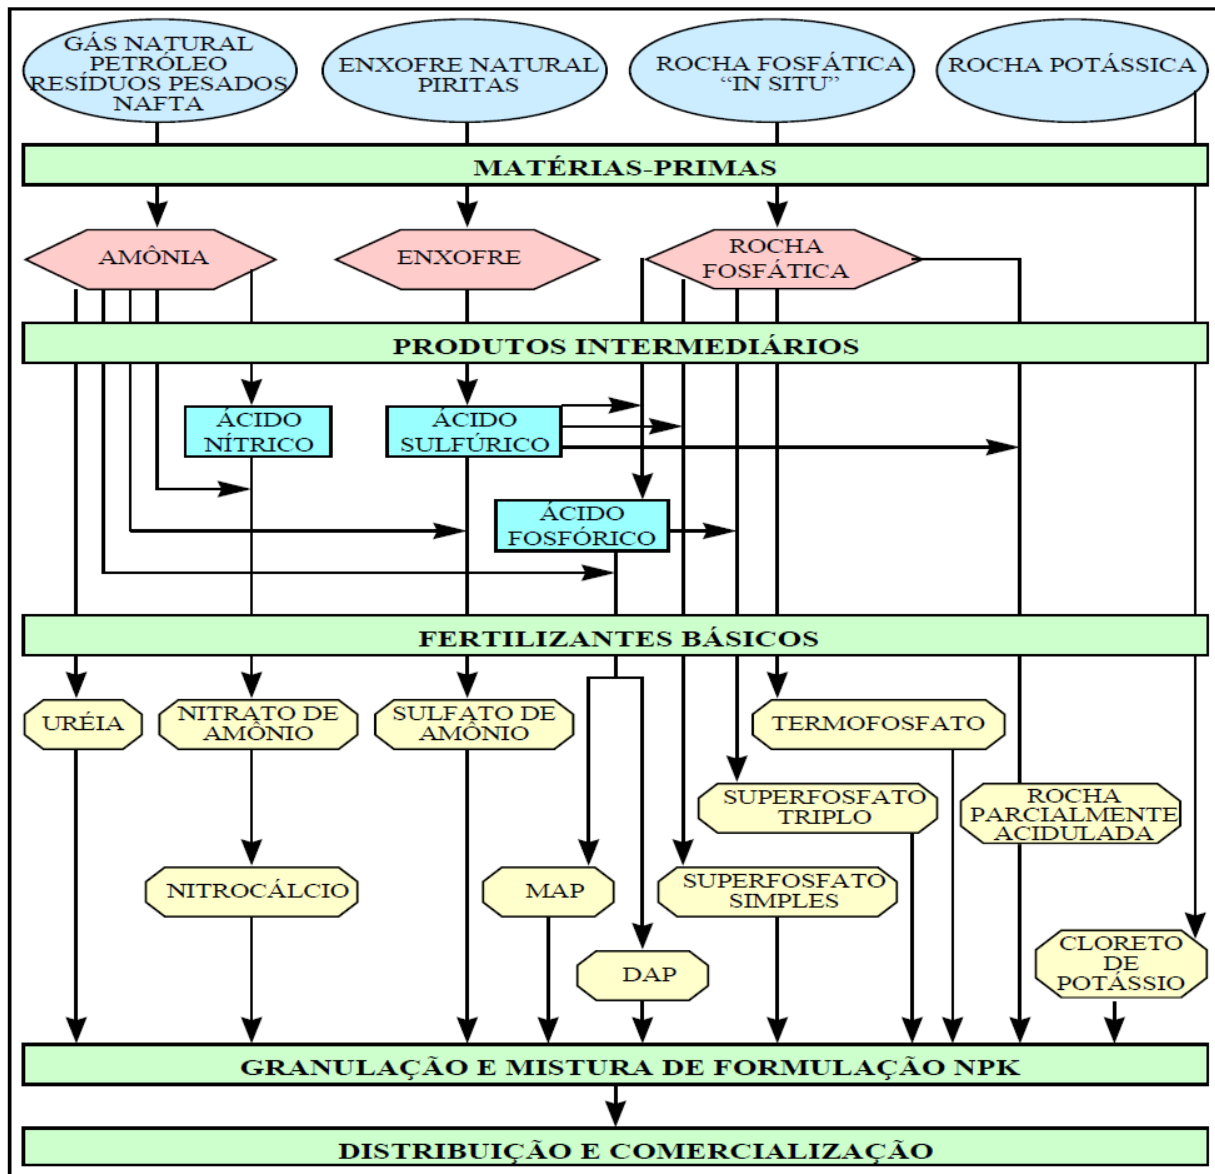 GÁS NATURAL
PETRÓLEO
RESÍDUOS PESADOS
NAFTA
ENXOFRE NATURAL
PIRITAS
ROCHA FOSFÁTICA
“IN SITU”
ROCHA POTÁSSICA
MATÉRIAS-PRIMAS
AMÔNIA
ENXOFRE
ROCHA
FOSFÁTICA
PRODUTOS INTERMEDIÁRIOS
ÁCIDO
NÍTRICO
ÁCIDO
SULFÚRICO
ÁCIDO
FOSFÓRICO
FERTILIZANTES BÁSICOS
URÉIA
NITRATO DE
AMÔNIO
SULFATO DE
AMÔNIO
TERMOFOSFATO
SUPERFOSFATO
TRIPLO
ROCHA
PARCIALMENTE
ACIDULADA
NITROCÁLCIO
MAP
SUPERFOSFATO
SIMPLES
DAP
CLORETO
DE
POTÁSSIO
GRANULAÇÃO E MISTURA DE FORMULAÇÃO NPK
DISTRIBUIÇÃO E COMERCIALIZAÇÃO